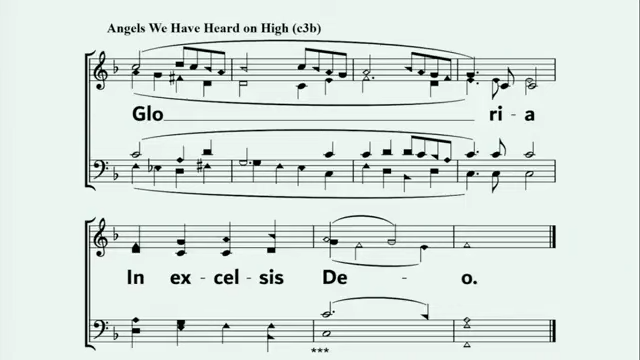 Angels We Have Heard on High (c3b)
Glo ri - a
In ex - cel - sis De - o.
***